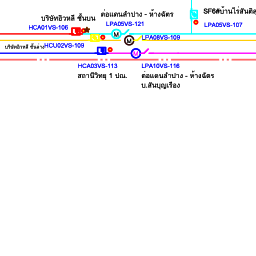 ต่อแดนลำปาง - ห้างฉัตร
SF6#บ้านไร่สันติสุ
บริษัทอิวหลี ชั้นบน
HCA01VS-106
LPA05VS-121
LPA05VS-107
LPA08VS-109
บริษัทอิวหลี ชั้นล่าง
HCU02VS-109
HCA03VS-113
LPA10VS-116
สถานีวิทยุ 1 ปณ.
ต่อแดนลำปาง - ห้างฉัตร
บ.สันบุญเรือง